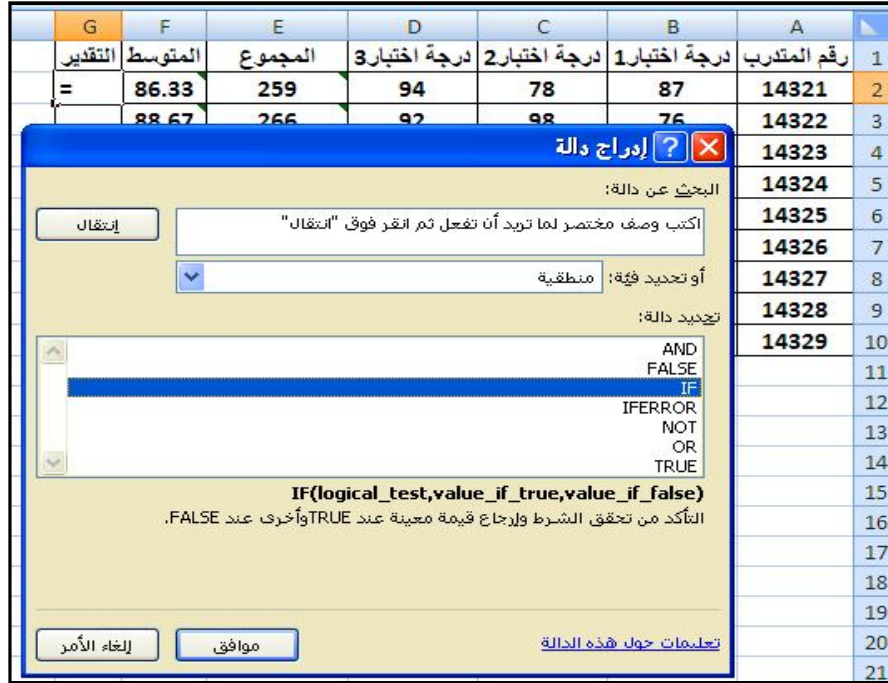 A B C D E F G
1 رقم المتدرب درجة اختبار1 درجة اختبار2 درجة اختبار3 المجموع المتوسط التقدير
2 14321 87 78 94 259 86.33 =
3 14322 76 98 92 266 88.67
4 14323
5 14324
6 14325
7 14326
8 14327
9 14328
10 14329
11
12
13
14
15
16
17
18
19
20
21
إدراج دالة
البحث عن دالة:
اكتب وصف مختصر لما تريد أن تفعل ثم انقر فوق "انتقال"
إنتقال
أو تحديد فئة: منطقية
تحديد دالة:
AND
FALSE
IF
IFERROR
NOT
OR
TRUE
IF(logical_test,value_if_true,value_if_false)
التأكد من تحقق الشرط وإرجاع قيمة معينة عند TRUE وأخرى عند FALSE.
تعليمات حول هذه الدالة
موافق
إلغاء الأمر